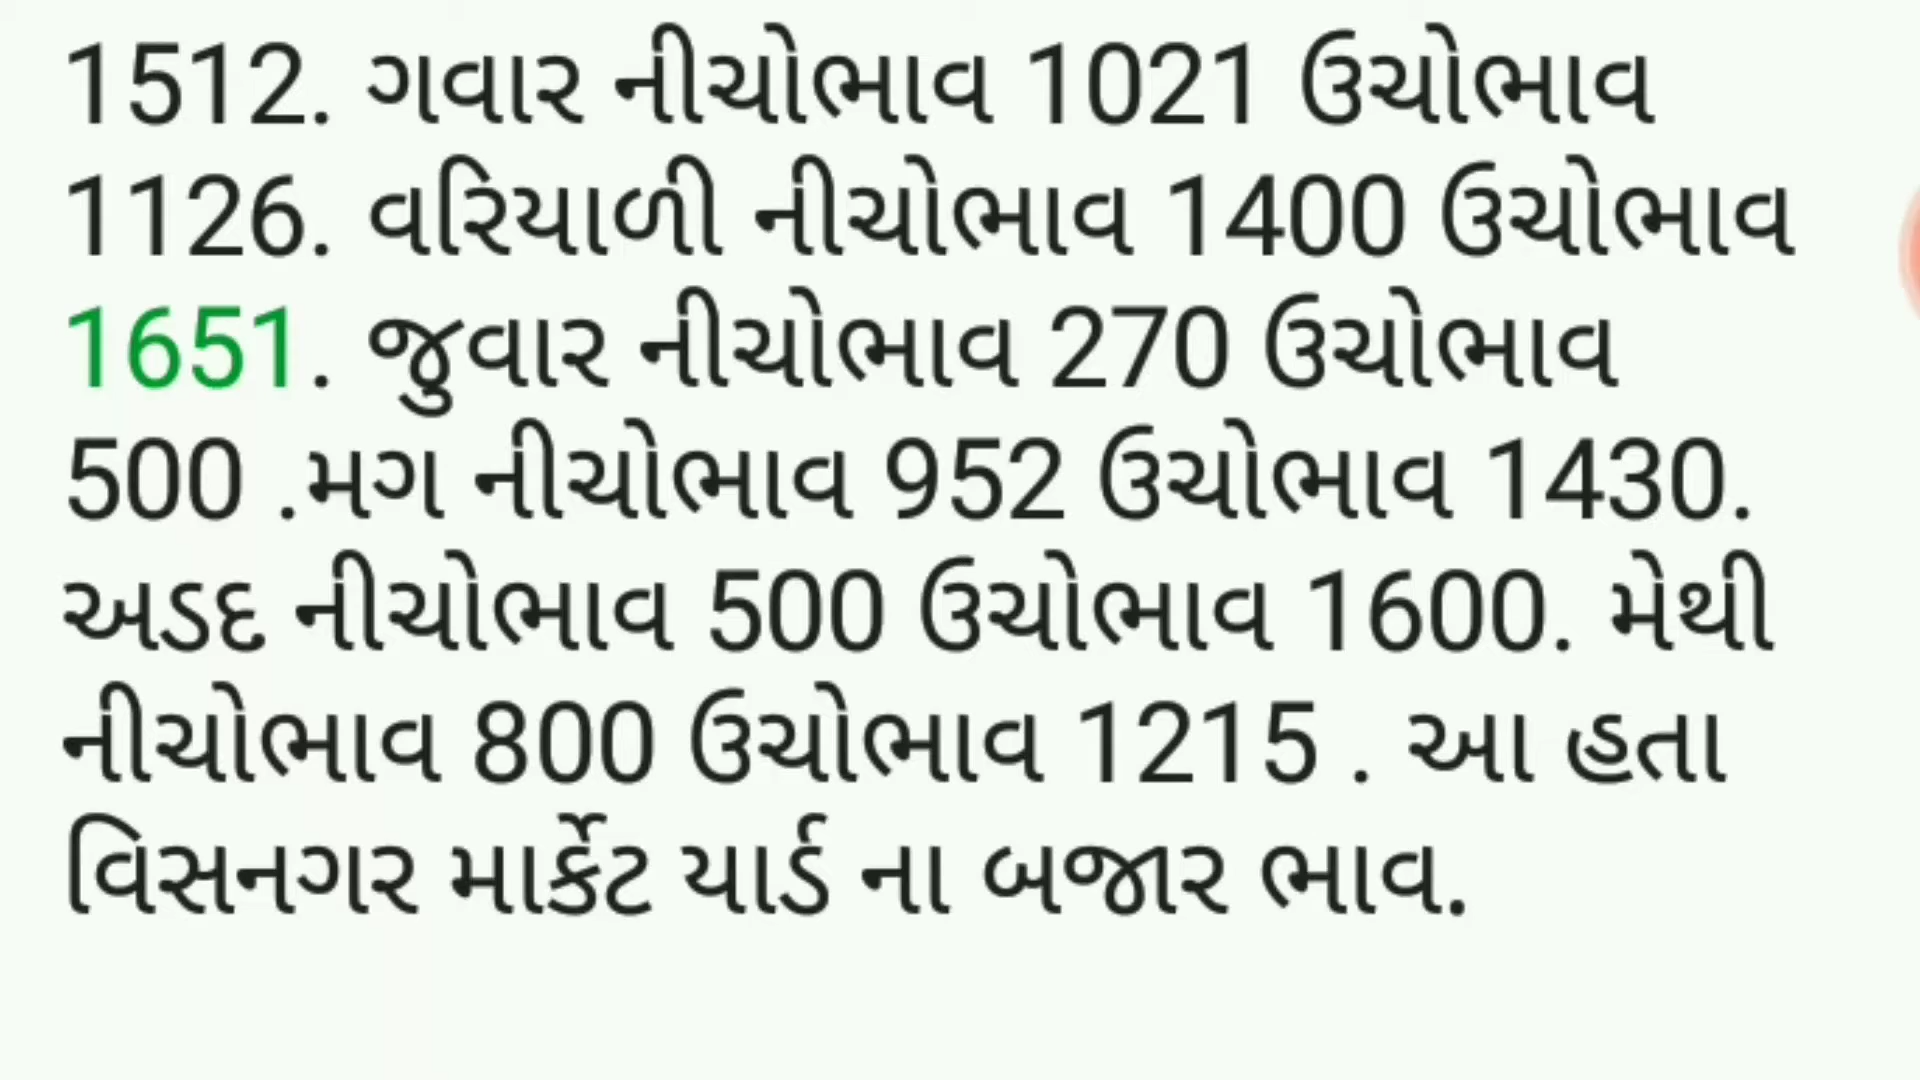 1512. ગવાર નીચોભાવ 1021 ઉચોભાવ
1126. વરિયાળી નીચોભાવ 1400 ઉચોભાવ
1651. જુવાર નીચોભાવ 270 ઉચોભાવ
500 .મગ નીચોભાવ 952 ઉચોભાવ 1430.
અડદ નીચોભાવ 500 ઉચોભાવ 1600. મેથી
નીચોભાવ 800 ઉચોભાવ 1215 . આ હતા
વિસનગર માર્કેટ યાર્ડ ના બજાર ભાવ.